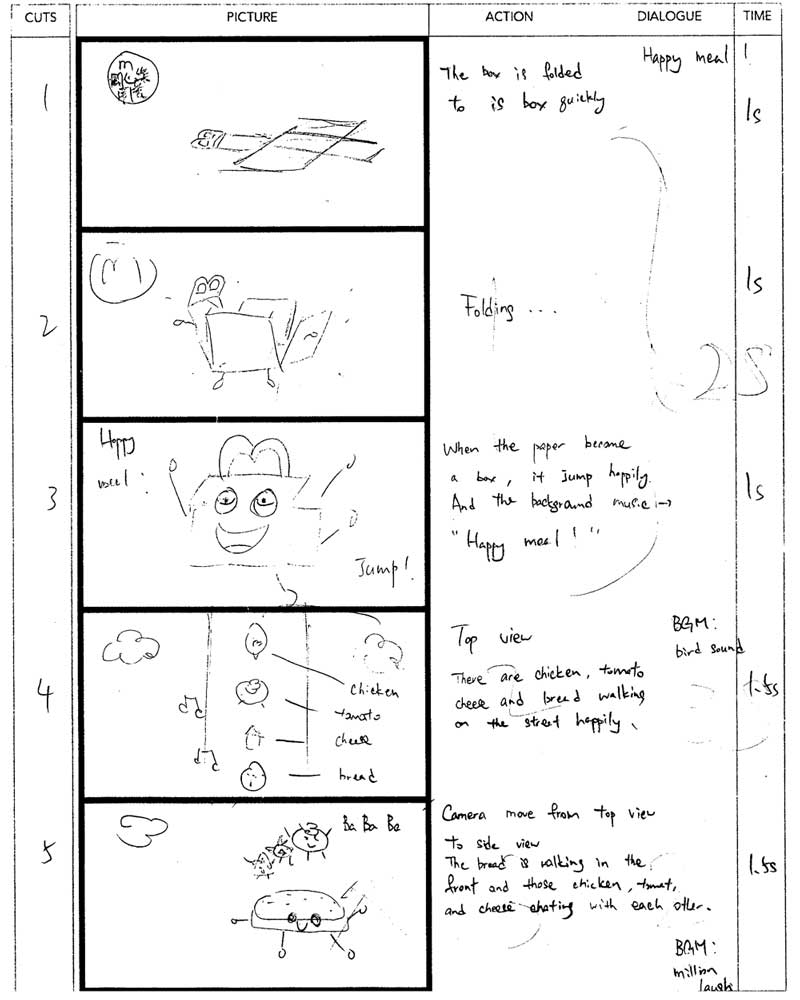 CUTS PICTURE ACTION DIALOGUE TIME
1
m
The box is folded
to is box quickly
Happy meal !
1s
2
m
Folding ...
1s
2S
3
Happy
meel !
Jump!
When the paper become
a box, it Jump happily.
And the background music →
"Happy meel ! "
1s
4
chicken
tomato
cheese
bread
Top view
There are chicken, tomato
cheese and bread walking
on the street happily.
BGM:
bird sound
1.5s
5
Ba Ba Ba
Camera move from top view
to side view
The bread is walking in the
front and those chicken, tomat,
and cheese chating with each other.
BGM:
million
laughs
1.5s